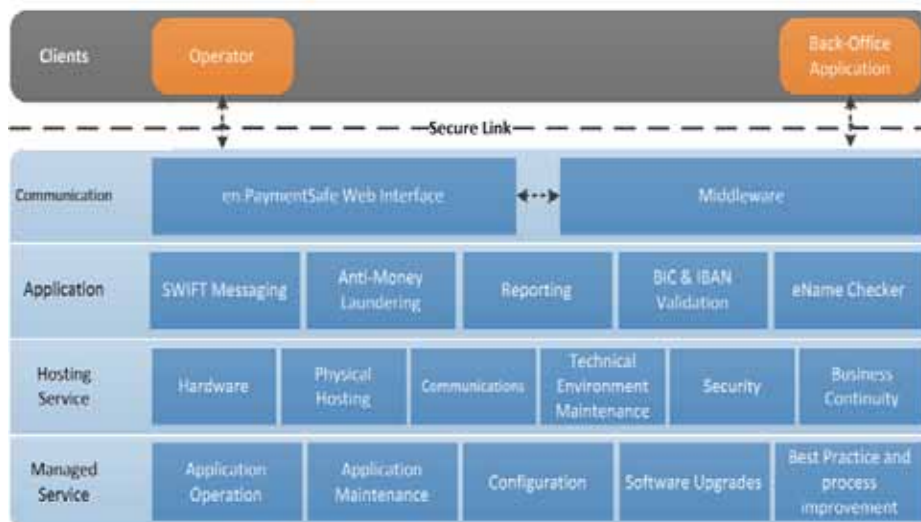 Clients
Operator
Back-Office
Application
Secure Link
Communication
en.PaymentSafe Web Interface
Middleware
Application
SWIFT Messaging
Anti-Money
Laundering
Reporting
BIC & IBAN
Validation
eName Checker
Hosting
Service
Hardware
Physical
Hosting
Communications
Technical
Environment
Maintenance
Security
Business
Continuity
Managed
Service
Application
Operation
Application
Maintenance
Configuration
Software Upgrades
Best Practice and
process
improvement